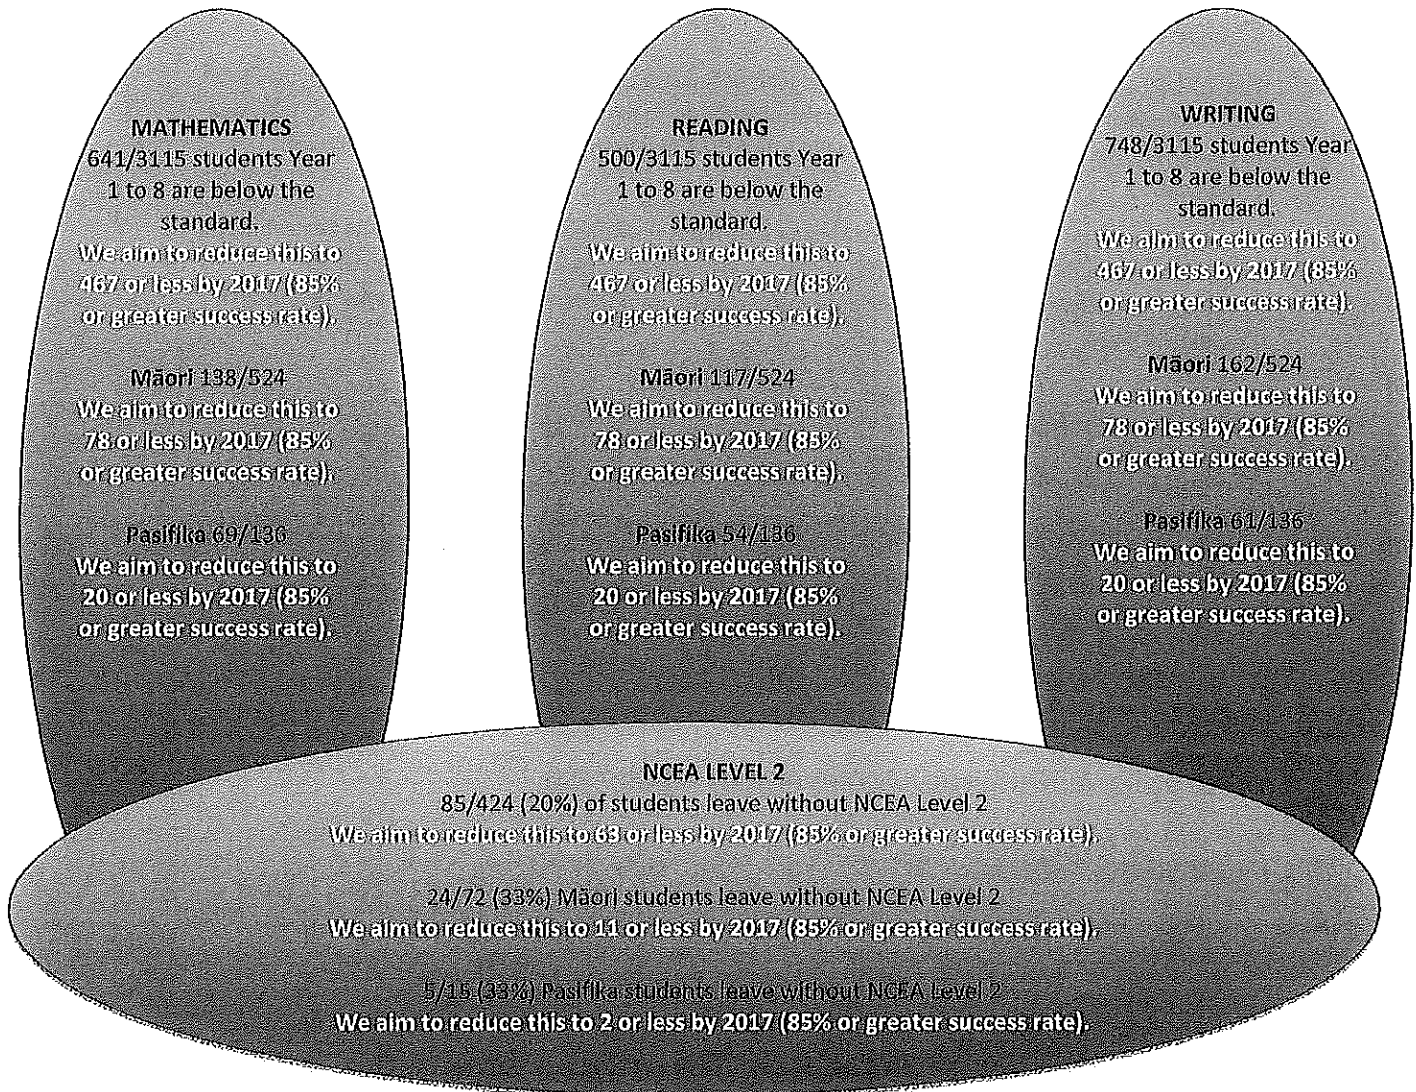 MATHEMATICS
641/3115 students Year
1 to 8 are below the
standard.
We aim to reduce this to
467 or less by 2017 (85%
or greater success rate).
Māori 138/524
We aim to reduce this to
78 or less by 2017 (85%
or greater success rate).
Pasifika 69/136
We aim to reduce this to
20 or less by 2017 (85%
or greater success rate).
READING
500/3115 students Year
1 to 8 are below the
standard.
We aim to reduce this to
467 or less by 2017 (85%
or greater success rate).
Māori 117/524
We aim to reduce this to
78 or less by 2017 (85%
or greater success rate).
Pasifika 54/136
We aim to reduce this to
20 or less by 2017 (85%
or greater success rate).
WRITING
748/3115 students Year
1 to 8 are below the
standard.
We aim to reduce this to
467 or less by 2017 (85%
or greater success rate).
Māori 162/524
We aim to reduce this to
78 or less by 2017 (85%
or greater success rate).
Pasifika 61/136
We aim to reduce this to
20 or less by 2017 (85%
or greater success rate).
NCEA LEVEL 2
85/424 (20%) of students leave without NCEA Level 2
We aim to reduce this to 63 or less by 2017 (85% or greater success rate).
24/72 (33%) Māori students leave without NCEA Level 2
We aim to reduce this to 11 or less by 2017 (85% or greater success rate).
5/15 (33%) Pasifika students leave without NCEA Level 2
We aim to reduce this to 2 or less by 2017 (85% or greater success rate).